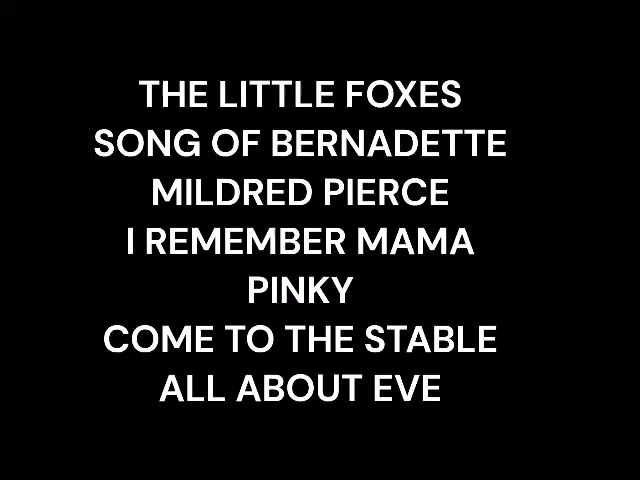 THE LITTLE FOXES
SONG OF BERNADETTE
MILDRED PIERCE
I REMEMBER MAMA
PINKY
COME TO THE STABLE
ALL ABOUT EVE